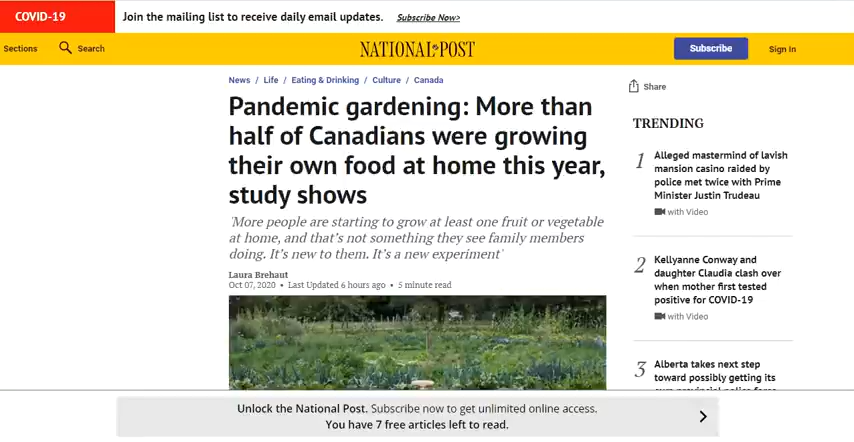 COVID-19
Join the mailing list to receive daily email updates. Subscribe Now>
Sections
Search
NATIONAL POST
Subscribe
Sign In
News / Life / Eating & Drinking / Culture / Canada
Pandemic gardening: More than
half of Canadians were growing
their own food at home this year,
study shows
'More people are starting to grow at least one fruit or vegetable
at home, and that's not something they see family members
doing. It's new to them. It's a new experiment'
Laura Brehaut
Oct 07, 2020 • Last Updated 6 hours ago • 5 minute read
Share
TRENDING
1
Alleged mastermind of lavish
mansion casino raided by
police met twice with Prime
Minister Justin Trudeau
with Video
2
Kellyanne Conway and
daughter Claudia clash over
when mother first tested
positive for COVID-19
with Video
3
Alberta takes next step
toward possibly getting its
own provincial police force
Unlock the National Post. Subscribe now to get unlimited online access.
You have 7 free articles left to read.